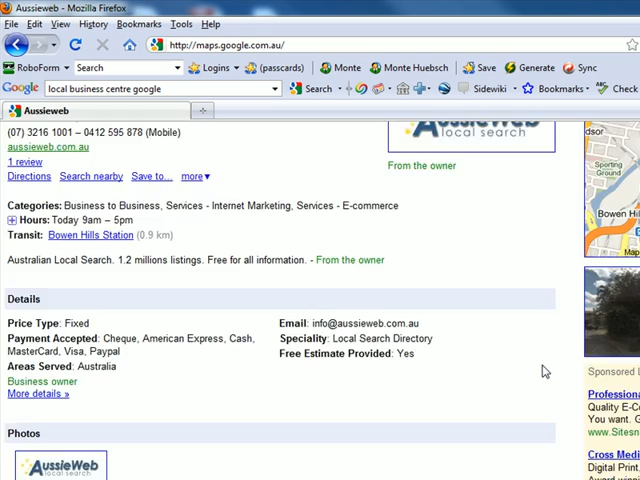 Aussieweb - Mozilla Firefox
File Edit View History Bookmarks Tools Help
http://maps.google.com.au/
RoboForm Search Logins (passcards) Monte Monte Huebsch Save Generate Sync
Google local business centre google Search Sidewiki Bookmarks Check
Aussieweb
(07) 3216 1001 – 0412 595 878 (Mobile)
aussieweb.com.au
1 review
Directions Search nearby Save to... more▼
AussieWeb
local search
From the owner
Categories: Business to Business, Services - Internet Marketing, Services - E-commerce
Hours: Today 9am – 5pm
Transit: Bowen Hills Station (0.9 km)
Australian Local Search. 1.2 millions listings. Free for all information. - From the owner
Details
Price Type: Fixed
Payment Accepted: Cheque, American Express, Cash,
MasterCard, Visa, Paypal
Areas Served: Australia
Business owner
More details »
Email: info@aussieweb.com.au
Speciality: Local Search Directory
Free Estimate Provided: Yes
Photos
AussieWeb
local search
dsor
Sporting
Ground
Bowen Hill
Map
Sponsored L
Professiona
Quality E-C
You want. G
www.Sitesn
Cross Medi
Digital Print,